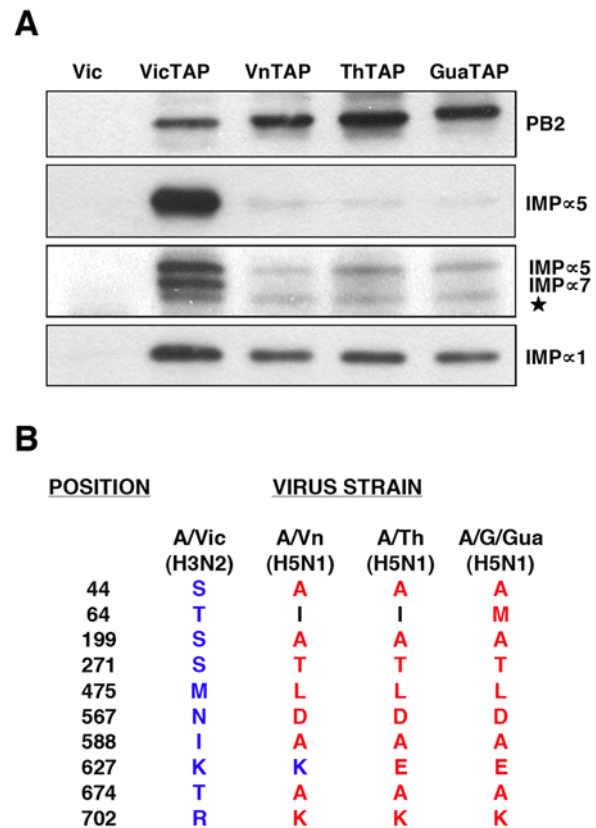 A
Vic VicTAP VnTAP ThTAP GuaTAP
PB2
IMP∝5
IMP∝5
IMP∝7
★
IMP∝1
B
POSITION VIRUS STRAIN
A/Vic A/Vn A/Th A/G/Gua
(H3N2) (H5N1) (H5N1) (H5N1)
44 S A A A
64 T I I M
199 S A A A
271 S T T T
475 M L L L
567 N D D D
588 I A A A
627 K K E E
674 T A A A
702 R K K K